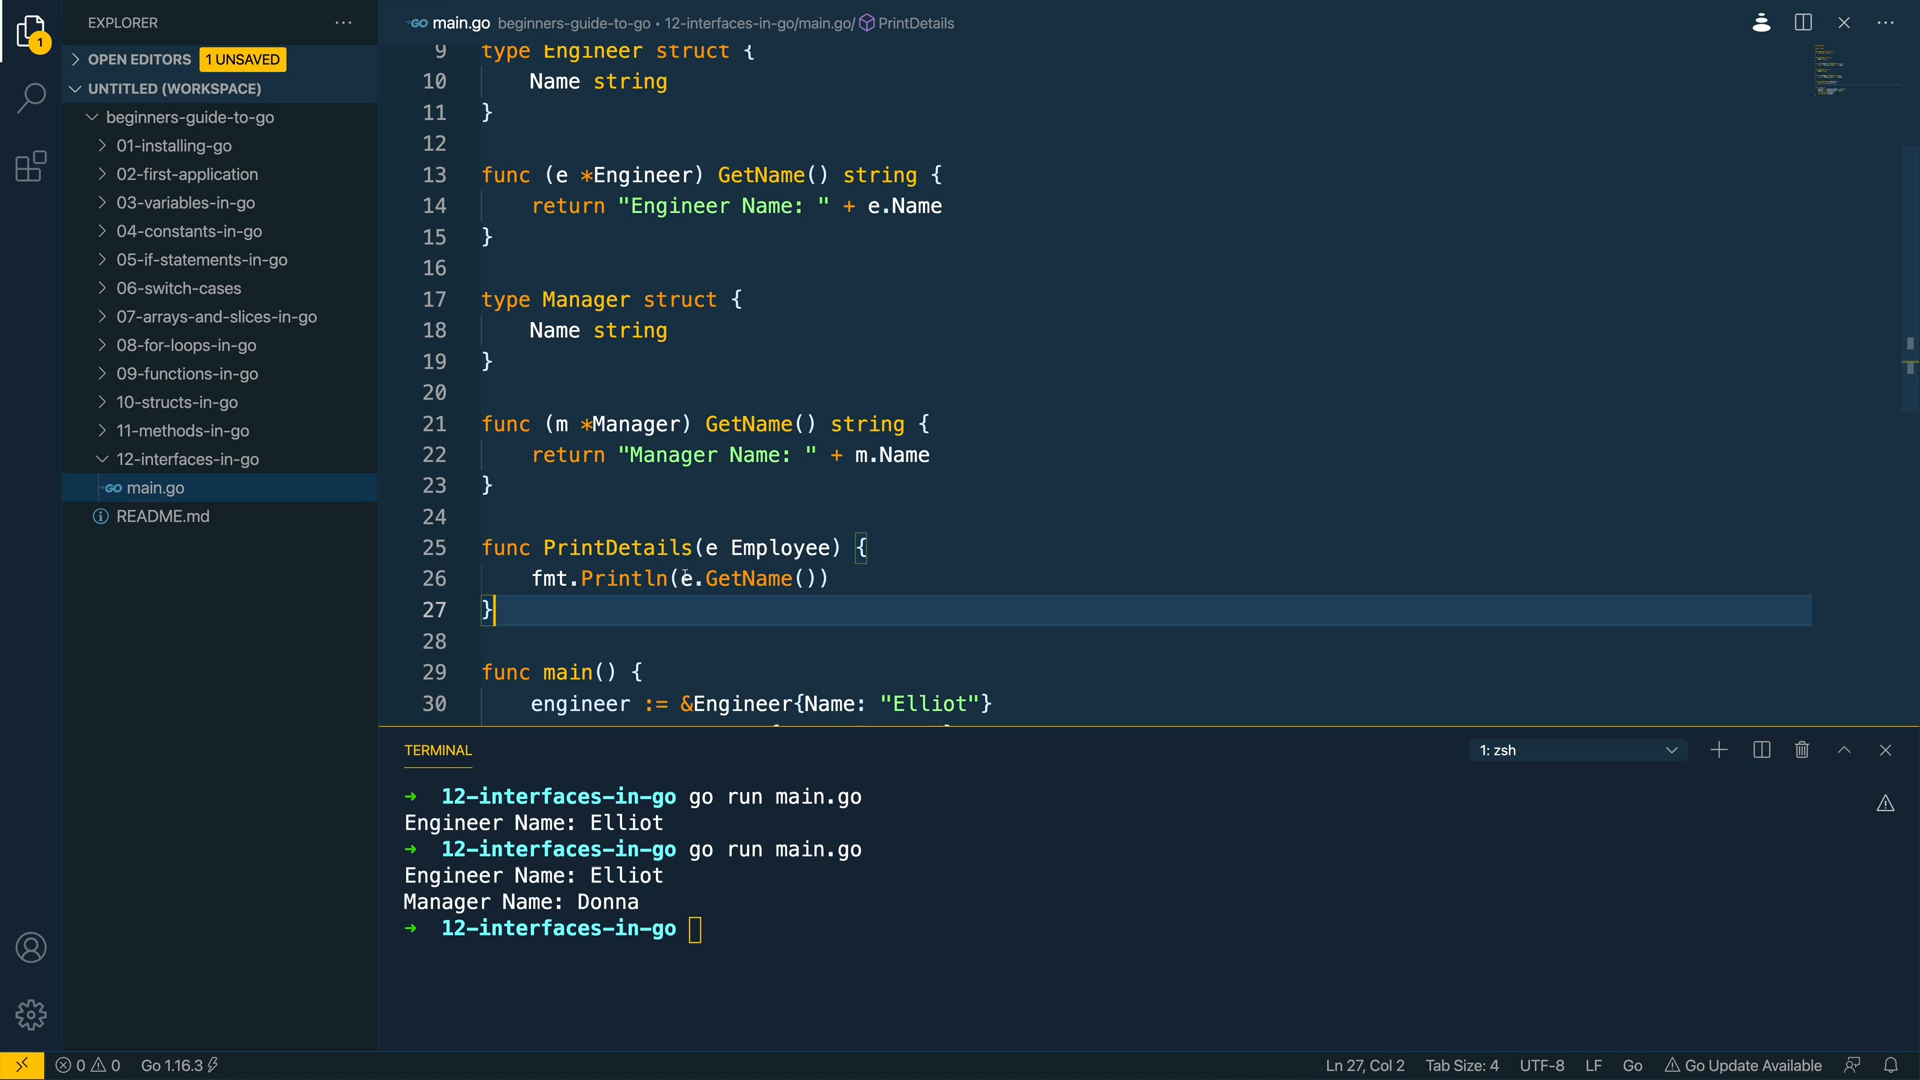 EXPLORER
1
OPEN EDITORS 1 UNSAVED
UNTITLED (WORKSPACE)
beginners-guide-to-go
01-installing-go
02-first-application
03-variables-in-go
04-constants-in-go
05-if-statements-in-go
06-switch-cases
07-arrays-and-slices-in-go
08-for-loops-in-go
09-functions-in-go
10-structs-in-go
11-methods-in-go
12-interfaces-in-go
GO main.go
README.md
GO main.go beginners-guide-to-go • 12-interfaces-in-go/main.go/ PrintDetails
9 type Engineer struct {
10 Name string
11 }
12
13 func (e *Engineer) GetName() string {
14 return "Engineer Name: " + e.Name
15 }
16
17 type Manager struct {
18 Name string
19 }
20
21 func (m *Manager) GetName() string {
22 return "Manager Name: " + m.Name
23 }
24
25 func PrintDetails(e Employee) {
26 fmt.Println(e.GetName())
27 }
28
29 func main() {
30 engineer := &Engineer{Name: "Elliot"}
TERMINAL 1: zsh
→ 12-interfaces-in-go go run main.go
Engineer Name: Elliot
→ 12-interfaces-in-go go run main.go
Engineer Name: Elliot
Manager Name: Donna
→ 12-interfaces-in-go
0 0 Go 1.16.3 Ln 27, Col 2 Tab Size: 4 UTF-8 LF Go Go Update Available